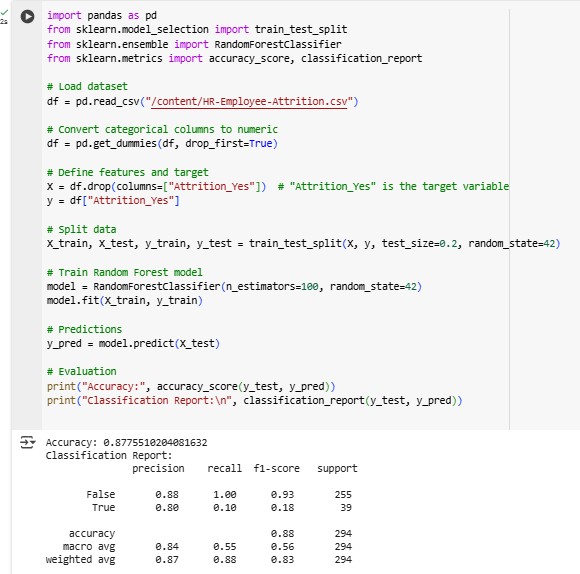 2s
import pandas as pd
from sklearn.model_selection import train_test_split
from sklearn.ensemble import RandomForestClassifier
from sklearn.metrics import accuracy_score, classification_report
# Load dataset
df = pd.read_csv("/content/HR-Employee-Attrition.csv")
# Convert categorical columns to numeric
df = pd.get_dummies(df, drop_first=True)
# Define features and target
X = df.drop(columns=["Attrition_Yes"])  # "Attrition_Yes" is the target variable
y = df["Attrition_Yes"]
# Split data
X_train, X_test, y_train, y_test = train_test_split(X, y, test_size=0.2, random_state=42)
# Train Random Forest model
model = RandomForestClassifier(n_estimators=100, random_state=42)
model.fit(X_train, y_train)
# Predictions
y_pred = model.predict(X_test)
# Evaluation
print("Accuracy:", accuracy_score(y_test, y_pred))
print("Classification Report:\n", classification_report(y_test, y_pred))
Accuracy: 0.8775510204081632
Classification Report:
precision recall f1-score support
False 0.88 1.00 0.93 255
True 0.80 0.10 0.18 39
accuracy 0.88 294
macro avg 0.84 0.55 0.56 294
weighted avg 0.87 0.88 0.83 294